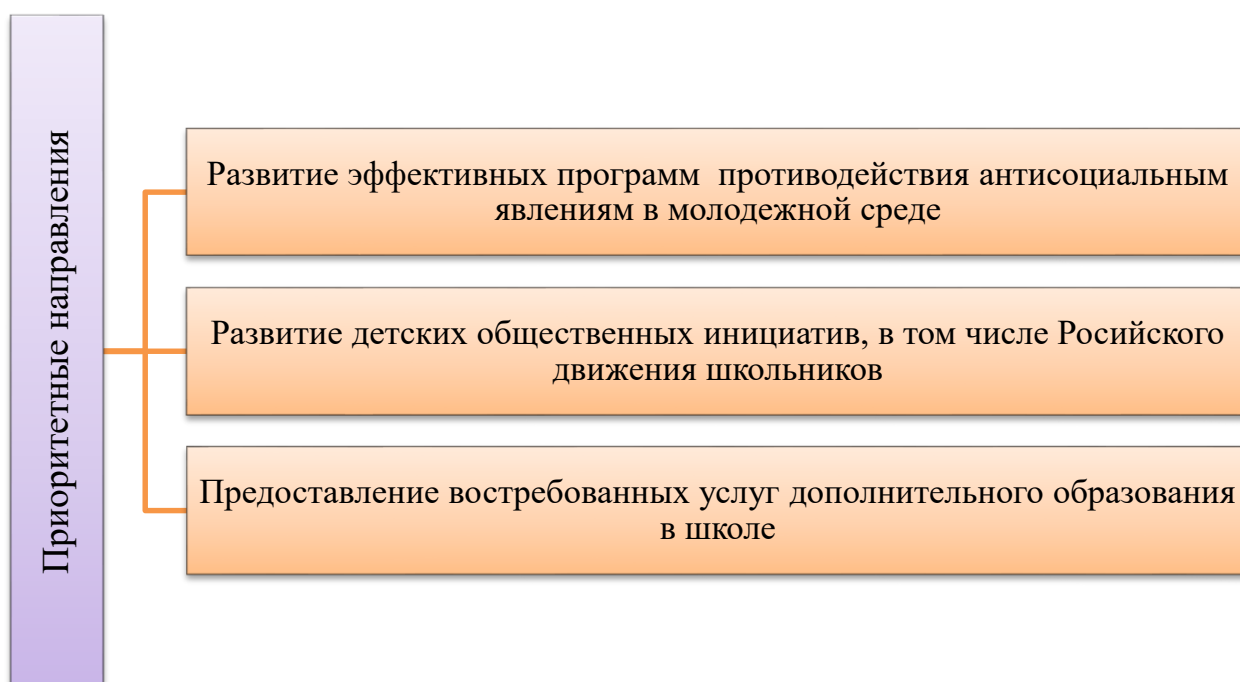 Приоритетные направления
Развитие эффективных программ противодействия антисоциальным
явлениям в молодежной среде
Развитие детских общественных инициатив, в том числе Росийского
движения школьников
Предоставление востребованных услуг дополнительного образования
в школе